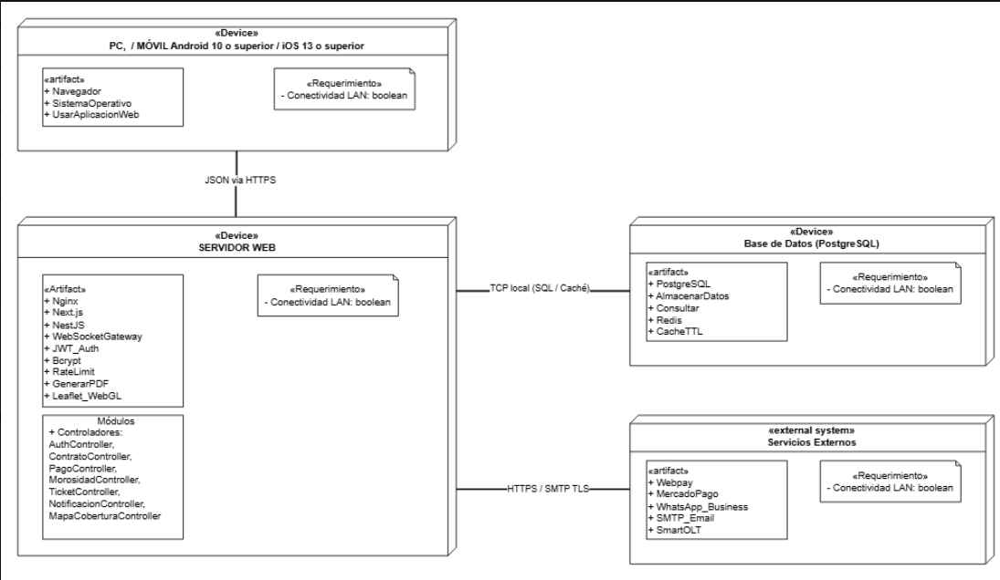 «Device»
PC, / MÓVIL Android 10 o superior / iOS 13 o superior
«artifact»
+ Navegador
+ SistemaOperativo
+ UsarAplicacionWeb
«Requerimiento»
- Conectividad LAN: boolean
JSON via HTTPS
«Device»
SERVIDOR WEB
«Artifact»
+ Nginx
+ Next.js
+ NestJS
+ WebSocketGateway
+ JWT_Auth
+ Bcrypt
+ RateLimit
+ GenerarPDF
+ Leaflet_WebGL
«Requerimiento»
- Conectividad LAN: boolean
Módulos
+ Controladores:
AuthController,
ContratoController,
PagoController,
MorosidadController,
TicketController,
NotificacionController,
MapaCoberturaController
TCP local (SQL / Caché)
«Device»
Base de Datos (PostgreSQL)
«artifact»
+ PostgreSQL
+ AlmacenarDatos
+ Consultar
+ Redis
+ CacheTTL
«Requerimiento»
- Conectividad LAN: boolean
HTTPS / SMTP TLS
«external system»
Servicios Externos
«artifact»
+ Webpay
+ MercadoPago
+ WhatsApp_Business
+ SMTP_Email
+ SmartOLT
«Requerimiento»
- Conectividad LAN: boolean